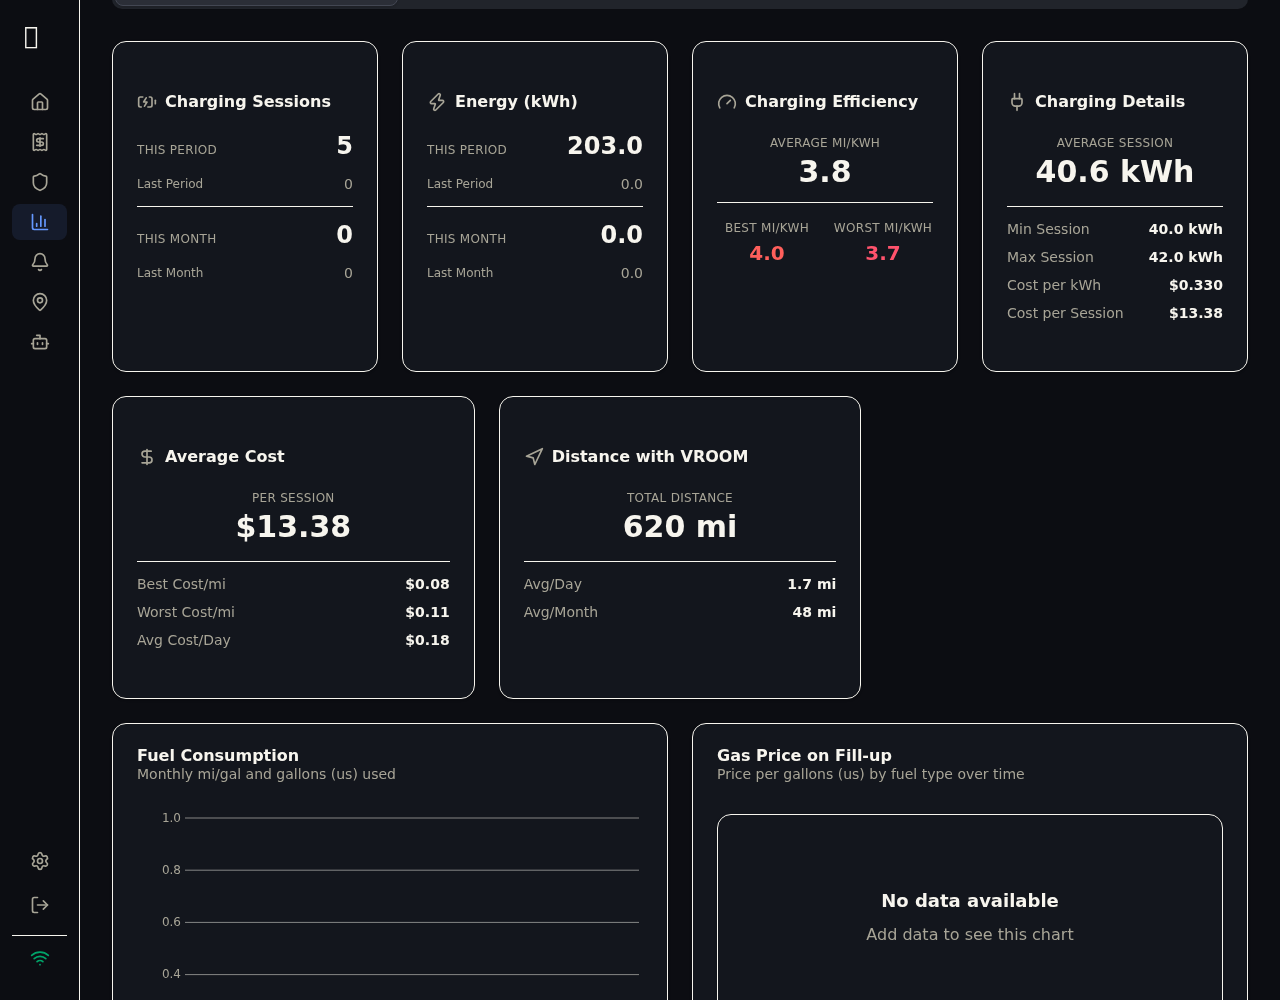 Charging Sessions
THIS PERIOD 5
Last Period 0
THIS MONTH 0
Last Month 0
Energy (kWh)
THIS PERIOD 203.0
Last Period 0.0
THIS MONTH 0.0
Last Month 0.0
Charging Efficiency
AVERAGE MI/KWH
3.8
BEST MI/KWH WORST MI/KWH
4.0 3.7
Charging Details
AVERAGE SESSION
40.6 kWh
Min Session 40.0 kWh
Max Session 42.0 kWh
Cost per kWh $0.330
Cost per Session $13.38
Average Cost
PER SESSION
$13.38
Best Cost/mi $0.08
Worst Cost/mi $0.11
Avg Cost/Day $0.18
Distance with VROOM
TOTAL DISTANCE
620 mi
Avg/Day 1.7 mi
Avg/Month 48 mi
Fuel Consumption
Monthly mi/gal and gallons (us) used
1.0
0.8
0.6
0.4
Gas Price on Fill-up
Price per gallons (us) by fuel type over time
No data available
Add data to see this chart